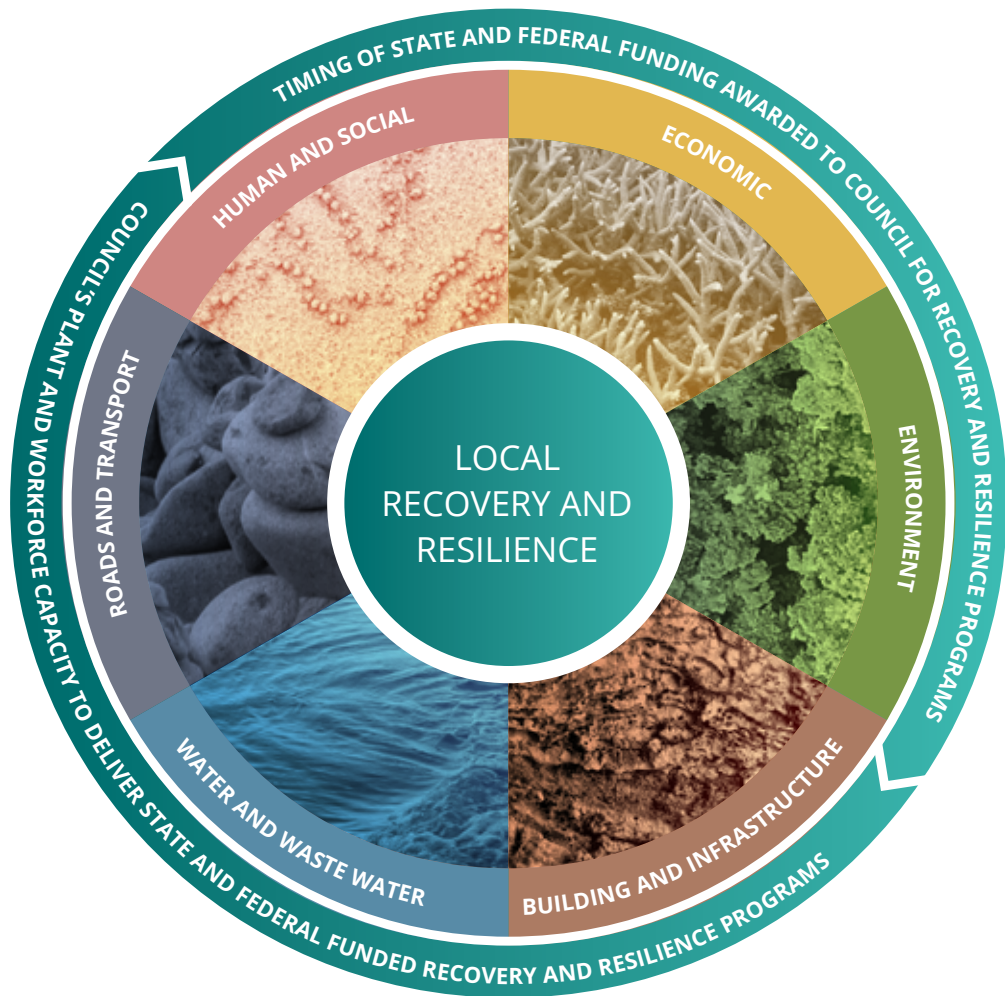 TIMING OF STATE AND FEDERAL FUNDING AWARDED TO COUNCIL FOR RECOVERY AND RESILIENCE PROGRAMS
COUNCIL'S PLANT AND WORKFORCE CAPACITY TO DELIVER STATE AND FEDERAL FUNDED RECOVERY AND RESILIENCE PROGRAMS
HUMAN AND SOCIAL
ECONOMIC
ENVIRONMENT
BUILDING AND INFRASTRUCTURE
WATER AND WASTE WATER
ROADS AND TRANSPORT
LOCAL
RECOVERY AND
RESILIENCE